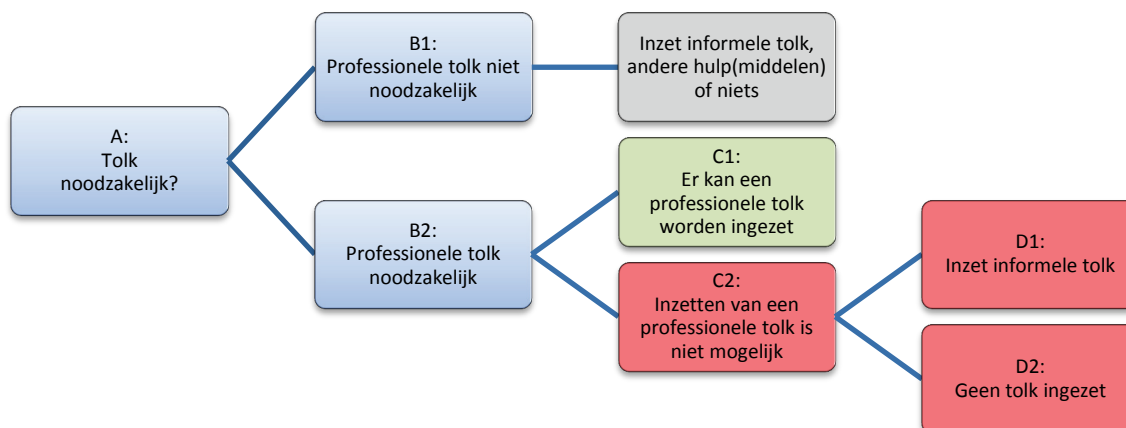 B1:
Professionele tolk niet
noodzakelijk
Inzet informele tolk,
andere hulp(middelen)
of niets
A:
Tolk
noodzakelijk?
C1:
Er kan een
professionele tolk
worden ingezet
B2:
Professionele tolk
noodzakelijk
C2:
Inzetten van een
professionele tolk is
niet mogelijk
D1:
Inzet informele tolk
D2:
Geen tolk ingezet